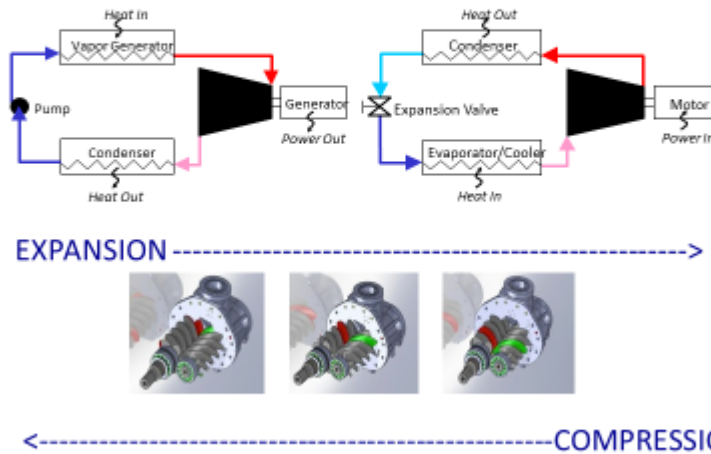 Heat In
Vapor Generator
Pump
Generator
Power Out
Condenser
Heat Out
Heat Out
Condenser
Expansion Valve
Motor
Power In
Evaporator/Cooler
Heat In
EXPANSION ---------------------------------------------------->
<----------------------------------------------------COMPRESSIO